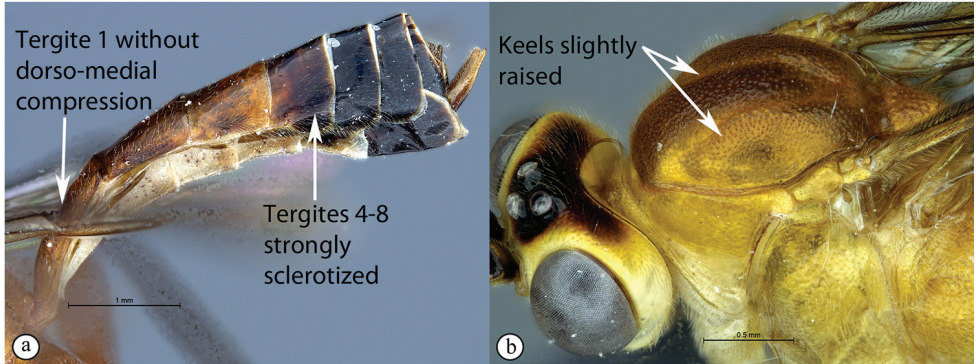 Tergite 1 without
dorso-medial
compression
Tergites 4-8
strongly
sclerotized
1 mm
a
Keels slightly
raised
0.5 mm
b